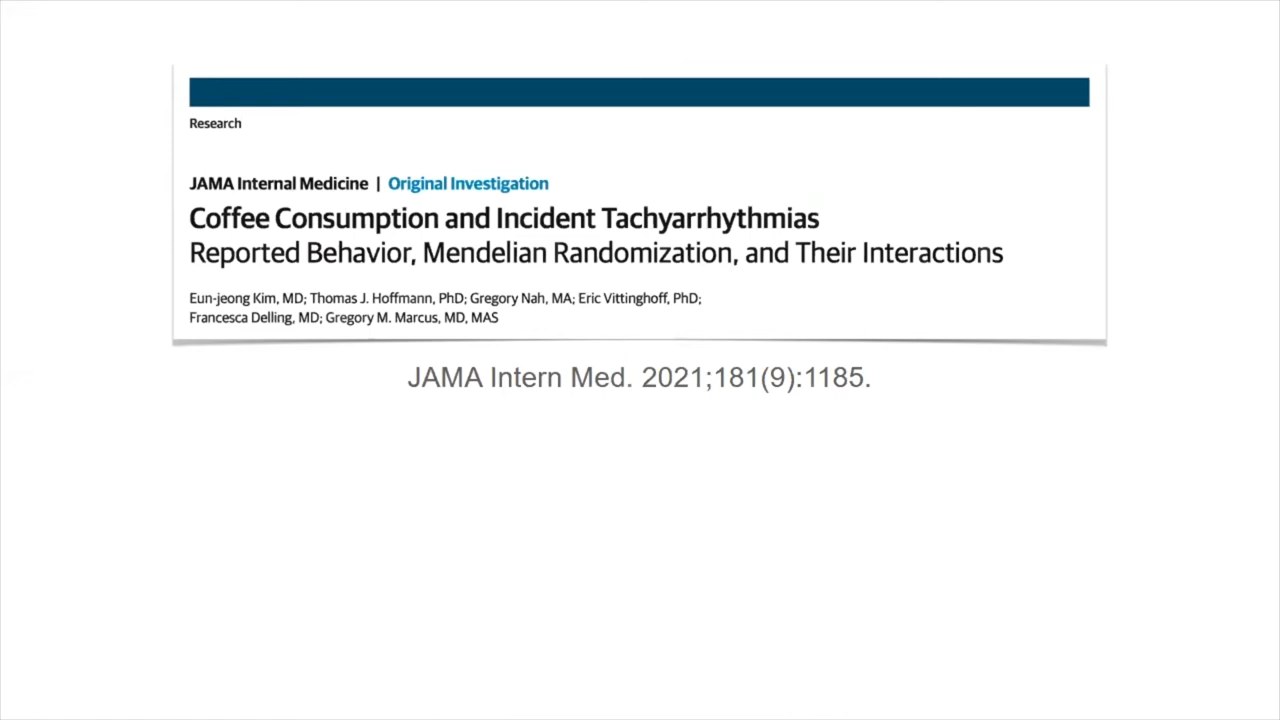 Research
JAMA Internal Medicine | Original Investigation
Coffee Consumption and Incident Tachyarrhythmias
Reported Behavior, Mendelian Randomization, and Their Interactions
Eun-jeong Kim, MD; Thomas J. Hoffmann, PhD; Gregory Nah, MA; Eric Vittinghoff, PhD;
Francesca Delling, MD; Gregory M. Marcus, MD, MAS
JAMA Intern Med. 2021;181(9):1185.